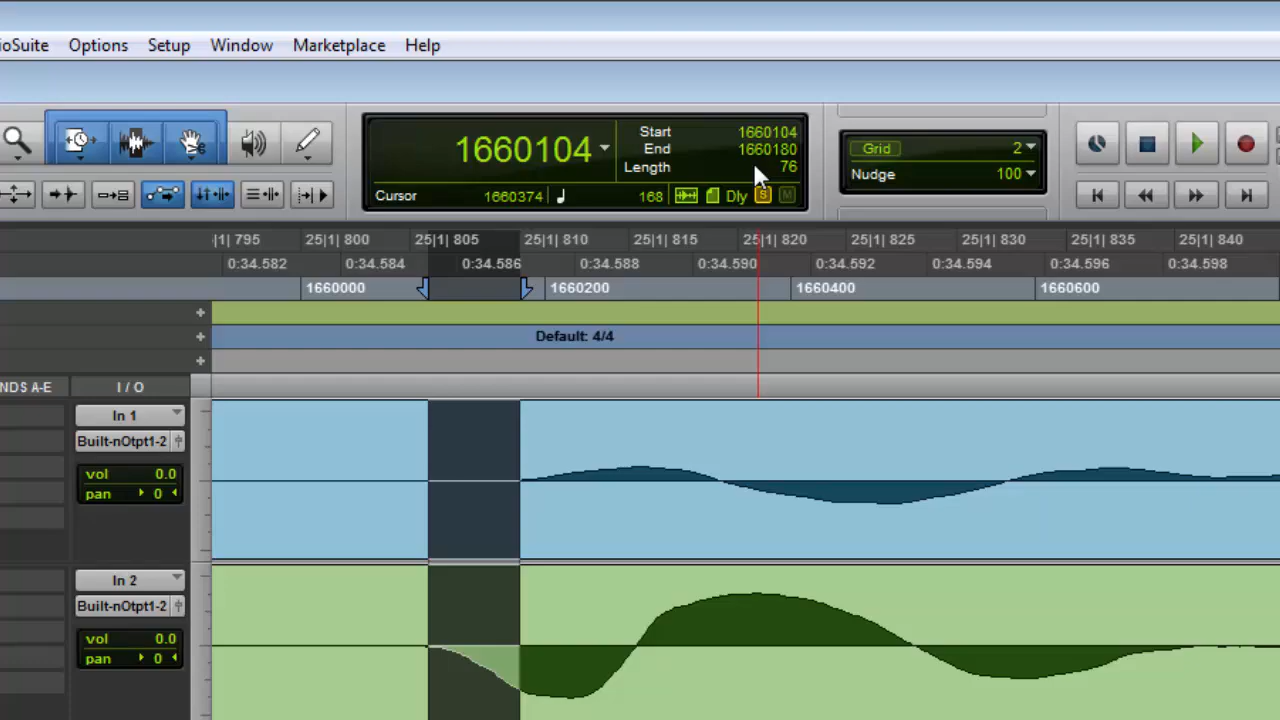 ioSuite Options Setup Window Marketplace Help
1660104
Start 1660104
End 1660180
Length 76
Cursor 1660374 168 Dly S M
Grid 2
Nudge 100
|1| 795 25|1| 800 25|1| 805 25|1| 810 25|1| 815 25|1| 820 25|1| 825 25|1| 830 25|1| 835 25|1| 840
0:34.582 0:34.584 0:34.586 0:34.588 0:34.590 0:34.592 0:34.594 0:34.596 0:34.598
1660000 1660200 1660400 1660600
+
+ Default: 4/4
+
NDS A-E I / O
In 1
Built-nOtpt1-2
vol 0.0
pan 0
In 2
Built-nOtpt1-2
vol 0.0
pan 0